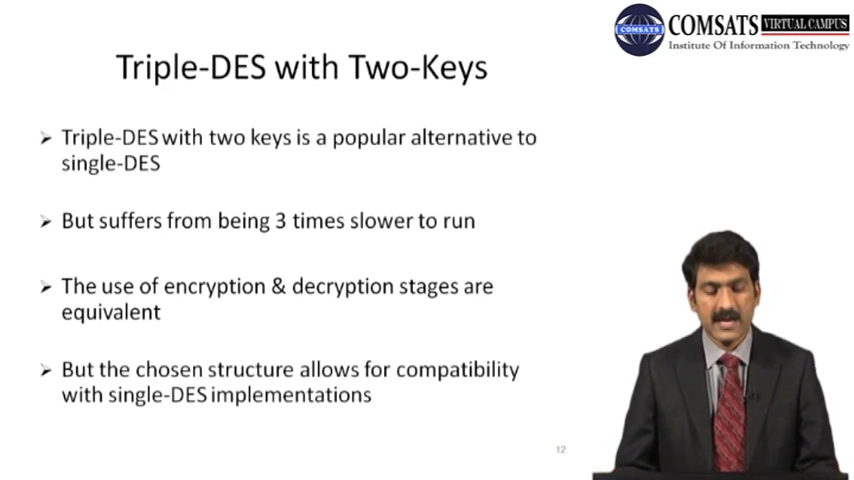 COMSATS
COMSATS VIRTUAL CAMPUS
Institute Of Information Technology
Triple-DES with Two-Keys
Triple-DES with two keys is a popular alternative to
single-DES
But suffers from being 3 times slower to run
The use of encryption & decryption stages are
equivalent
But the chosen structure allows for compatibility
with single-DES implementations
12